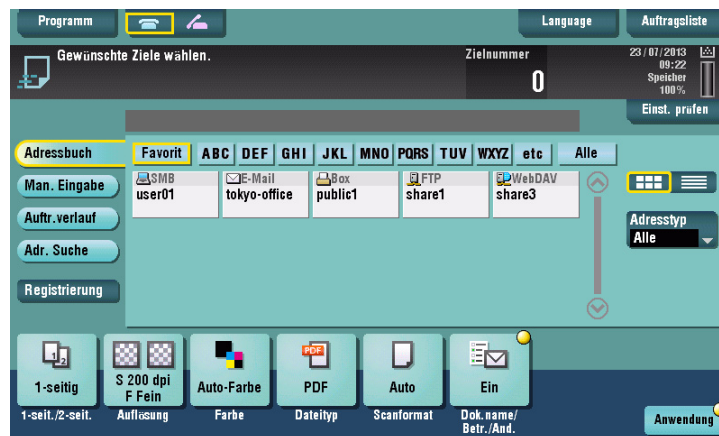 Programm
Language
Auftragsliste
Gewünschte Ziele wählen.
Zielnummer
0
23/07/2013
09:22
Speicher
100%
Einst. prüfen
Adressbuch
Favorit ABC DEF GHI JKL MNO PQRS TUV WXYZ etc Alle
Man. Eingabe
Auftr.verlauf
Adr. Suche
Registrierung
SMB
user01
E-Mail
tokyo-office
Box
public1
FTP
share1
WebDAV
share3
Adresstyp
Alle
1 2
1-seitig
S 200 dpi
F Fein
Auto-Farbe
PDF
PDF
Auto
Ein
1-seit./2-seit.
Auflösung
Farbe
Dateityp
Scanformat
Dok.name/
Betr./And.
Anwendung